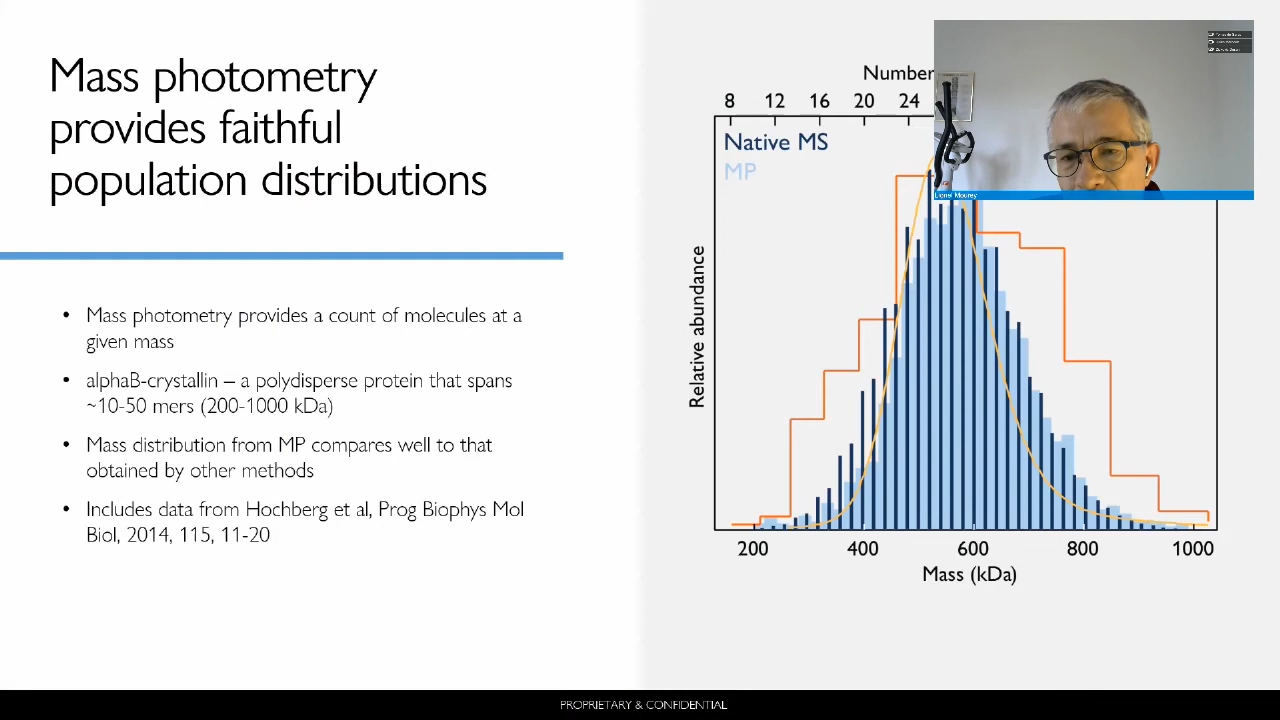 Mass photometry
provides faithful
population distributions
• Mass photometry provides a count of molecules at a
given mass
• alphaB-crystallin – a polydisperse protein that spans
~10-50 mers (200-1000 kDa)
• Mass distribution from MP compares well to that
obtained by other methods
• Includes data from Hochberg et al, Prog Biophys Mol
Biol, 2014, 115, 11-20
Number
8 12 16 20 24
Native MS
MP
Relative abundance
200 400 600 800 1000
Mass (kDa)
Lionel Mourey
PROPRIETARY & CONFIDENTIAL